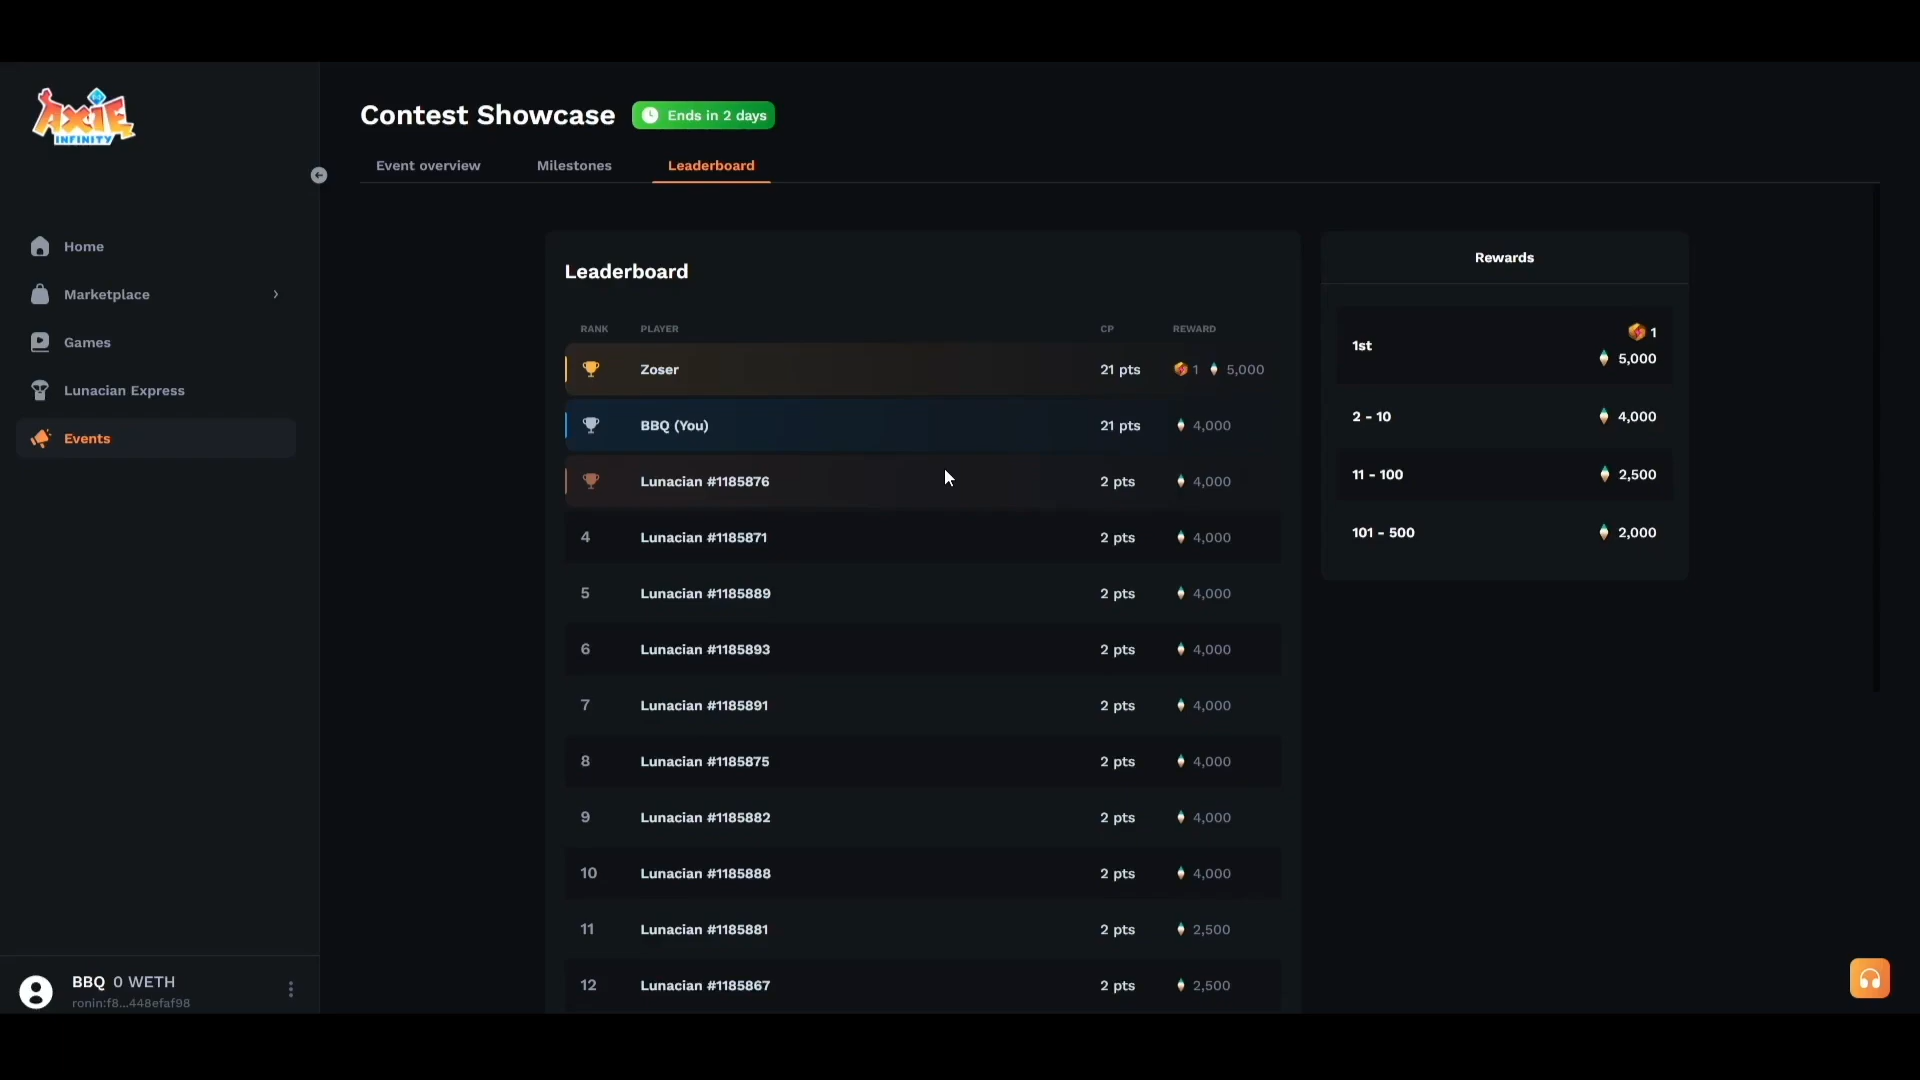 AXIE
INFINITY
Contest Showcase
Ends in 2 days
Event overview
Milestones
Leaderboard
Home
Marketplace
Games
Lunacian Express
Events
Leaderboard
RANK PLAYER CP REWARD
Zoser 21 pts 1 5,000
BBQ (You) 21 pts 4,000
Lunacian #1185876 2 pts 4,000
4 Lunacian #1185871 2 pts 4,000
5 Lunacian #1185889 2 pts 4,000
6 Lunacian #1185893 2 pts 4,000
7 Lunacian #1185891 2 pts 4,000
8 Lunacian #1185875 2 pts 4,000
9 Lunacian #1185882 2 pts 4,000
10 Lunacian #1185888 2 pts 4,000
11 Lunacian #1185881 2 pts 2,500
12 Lunacian #1185867 2 pts 2,500
Rewards
1st 1
5,000
2 - 10 4,000
11 - 100 2,500
101 - 500 2,000
BBQ 0 WETH
ronin:f8...448efaf98